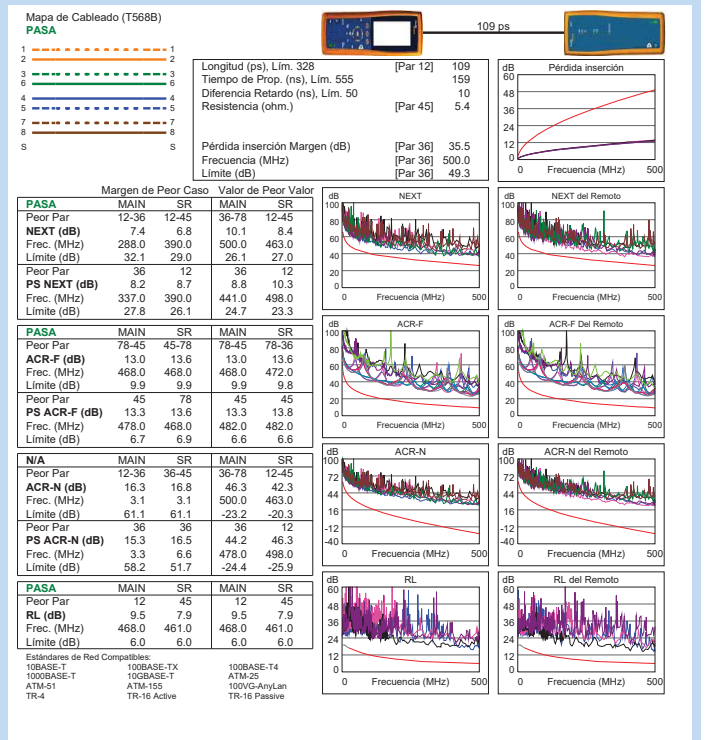 Mapa de Cableado (T568B)
PASA
1 1
2 2
3 3
6 6
4 4
5 5
7 7
8 8
S S
109 ps
Longitud (ps), Lím. 328 [Par 12] 109
Tiempo de Prop. (ns), Lím. 555 159
Diferencia Retardo (ns), Lím. 50 10
Resistencia (ohm.) [Par 45] 5.4
Pérdida inserción Margen (dB) [Par 36] 35.5
Frecuencia (MHz) [Par 36] 500.0
Límite (dB) [Par 36] 49.3
dB Pérdida inserción
60
48
36
24
12
0
0 Frecuencia (MHz) 500
Margen de Peor Caso Valor de Peor Valor
PASA MAIN SR MAIN SR
Peor Par 12-36 12-45 36-78 12-45
NEXT (dB) 7.4 6.8 10.1 8.4
Frec. (MHz) 288.0 390.0 500.0 463.0
Límite (dB) 32.1 29.0 26.1 27.0
Peor Par 36 12 36 12
PS NEXT (dB) 8.2 8.7 8.8 10.3
Frec. (MHz) 337.0 390.0 441.0 498.0
Límite (dB) 27.8 26.1 24.7 23.3
dB NEXT
100
80
60
40
20
0
0 Frecuencia (MHz) 500
dB NEXT del Remoto
100
80
60
40
20
0
0 Frecuencia (MHz) 500
PASA MAIN SR MAIN SR
Peor Par 78-45 45-78 78-45 78-36
ACR-F (dB) 13.0 13.6 13.0 13.6
Frec. (MHz) 468.0 468.0 468.0 472.0
Límite (dB) 9.9 9.9 9.9 9.8
Peor Par 45 78 45 45
PS ACR-F (dB) 13.3 13.6 13.3 13.8
Frec. (MHz) 478.0 468.0 482.0 482.0
Límite (dB) 6.7 6.9 6.6 6.6
dB ACR-F
100
80
60
40
20
0
0 Frecuencia (MHz) 500
dB ACR-F Del Remoto
100
80
60
40
20
0
0 Frecuencia (MHz) 500
N/A MAIN SR MAIN SR
Peor Par 12-36 36-45 36-78 12-45
ACR-N (dB) 16.3 16.8 46.3 42.3
Frec. (MHz) 3.1 3.1 500.0 463.0
Límite (dB) 61.1 61.1 -23.2 -20.3
Peor Par 36 36 36 12
PS ACR-N (dB) 15.3 16.5 44.2 46.3
Frec. (MHz) 3.3 6.6 478.0 498.0
Límite (dB) 58.2 51.7 -24.4 -25.9
dB ACR-N
100
72
44
16
-12
-40
0 Frecuencia (MHz) 500
dB ACR-N del Remoto
100
72
44
16
-12
-40
0 Frecuencia (MHz) 500
PASA MAIN SR MAIN SR
Peor Par 12 45 12 45
RL (dB) 9.5 7.9 9.5 7.9
Frec. (MHz) 468.0 461.0 468.0 461.0
Límite (dB) 6.0 6.0 6.0 6.0
dB RL
60
48
36
24
12
0
0 Frecuencia (MHz) 500
dB RL del Remoto
60
48
36
24
12
0
0 Frecuencia (MHz) 500
Estándares de Red Compatibles:
10BASE-T 100BASE-TX 100BASE-T4
1000BASE-T 10GBASE-T ATM-25
ATM-51 ATM-155 100VG-AnyLan
TR-4 TR-16 Active TR-16 Passive